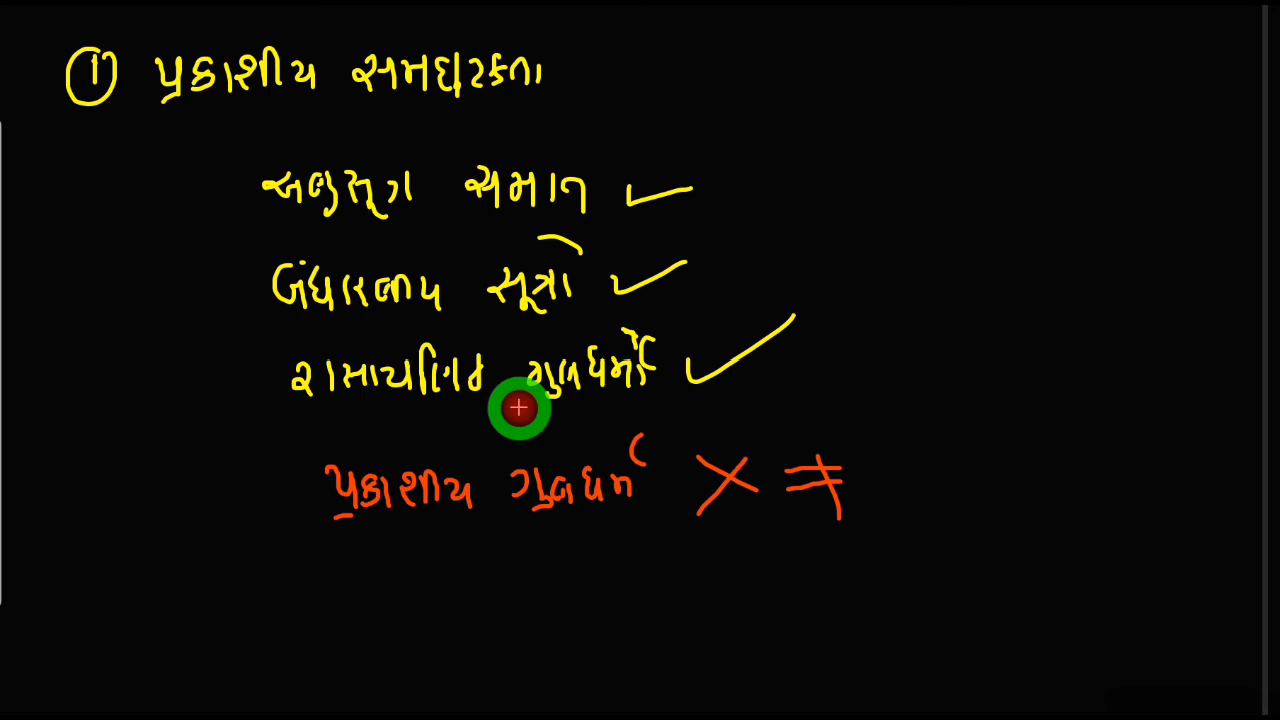 ① પ્રકાશીય સમઘટકતા
અણુસૂત્ર સમાન ✓
બંધારણીય સૂત્રો ✓
રાસાયણિક ગુણધર્મો ✓
પ્રકાશીય ગુણધર્મ × ≠